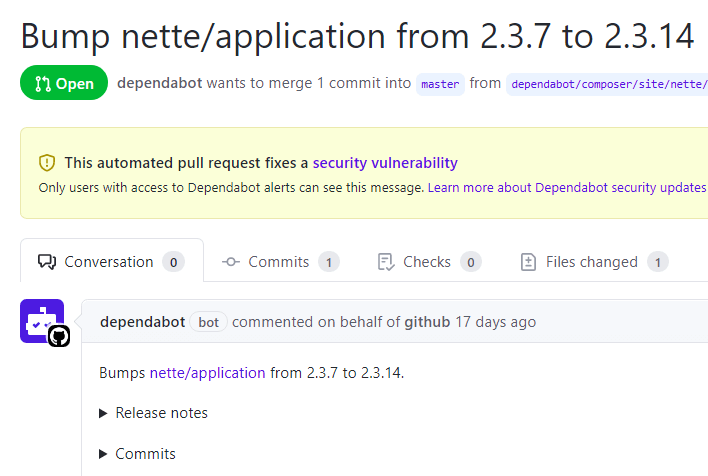 Bump nette/application from 2.3.7 to 2.3.14
Open dependabot wants to merge 1 commit into master from dependabot/composer/site/nette/
This automated pull request fixes a security vulnerability
Only users with access to Dependabot alerts can see this message. Learn more about Dependabot security updates
Conversation 0 Commits 1 Checks 0 Files changed 1
dependabot bot commented on behalf of github 17 days ago
Bumps nette/application from 2.3.7 to 2.3.14.
Release notes
Commits